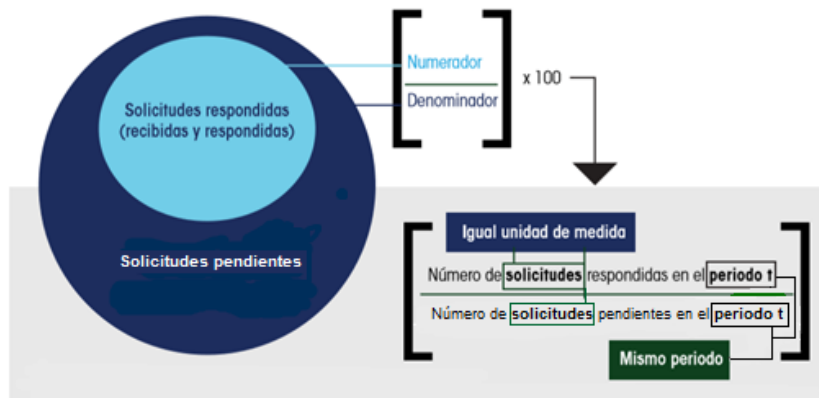 Numerador
Denominador
x 100
Solicitudes respondidas
(recibidas y respondidas)
Solicitudes pendientes
Igual unidad de medida
Número de solicitudes respondidas en el periodo t
Número de solicitudes pendientes en el periodo t
Mismo periodo